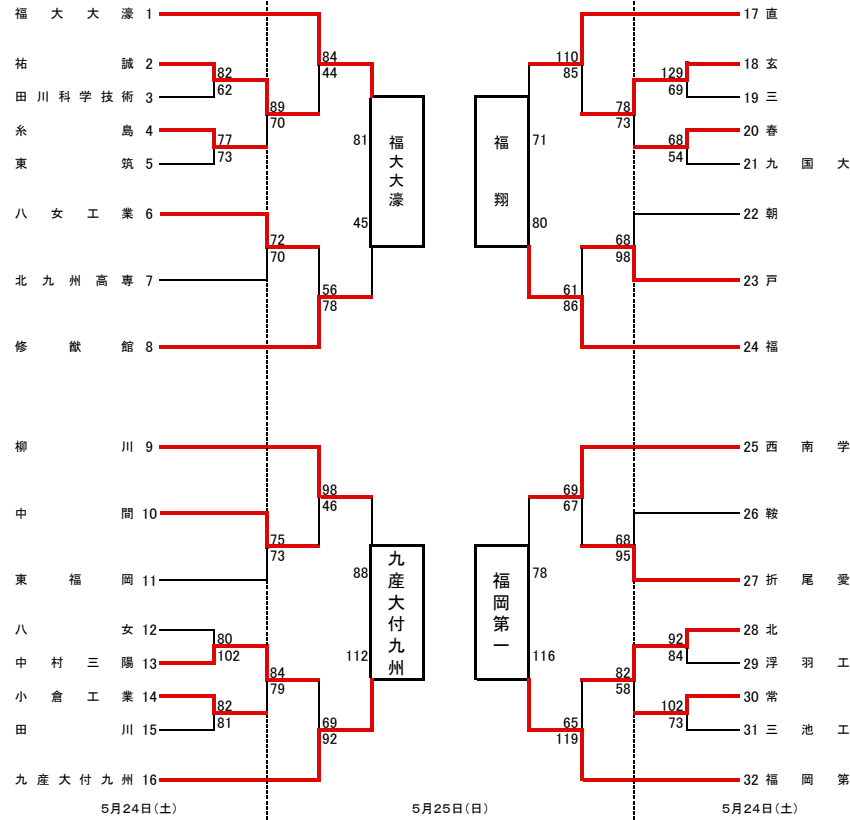 福大大濠 1
84
44
祐誠 2
82
62
田川科学技術 3
89
70
糸島 4
77
73
東筑 5
81
福大大濠
45
八女工業 6
72
70
北九州高専 7
56
78
修猷館 8
柳川 9
98
46
中間 10
75
73
東福岡 11
88
九産大付九州
112
八女 12
80
102
中村三陽 13
84
79
小倉工業 14
82
81
田川 15
69
92
九産大付九州 16
17 直
110
85
18 玄
129
69
19 三
78
73
20 春
68
54
21 九国大
福翔
71
80
22 朝
68
98
23 戸
61
86
24 福
25 西南学
69
67
26 鞍
68
95
27 折尾愛
福岡第一
78
116
28 北
92
84
29 浮羽工
82
58
30 常
102
73
31 三池工
65
119
32 福岡第
5月24日(土)
5月25日(日)
5月24日(土)